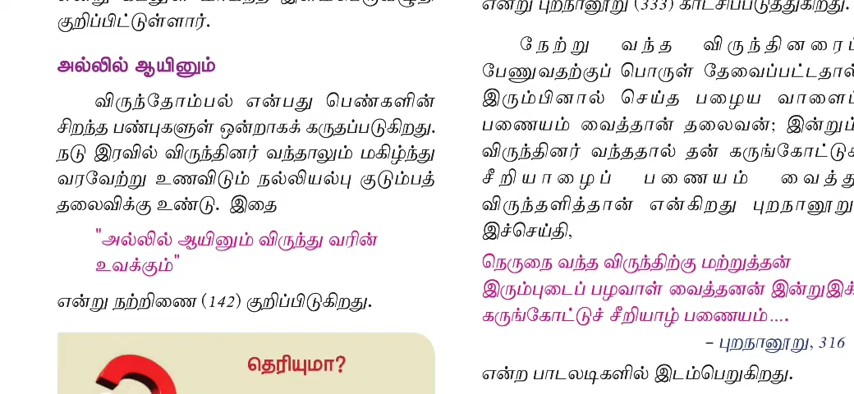 குறிப்பிட்டுள்ளார்.
அல்லில் ஆயினும்
விருந்தோம்பல் என்பது பெண்களின்
சிறந்த பண்புகளுள் ஒன்றாகக் கருதப்படுகிறது.
நடு இரவில் விருந்தினர் வந்தாலும் மகிழ்ந்து
வரவேற்று உணவிடும் நல்லியல்பு குடும்பத்
தலைவிக்கு உண்டு. இதை
"அல்லில் ஆயினும் விருந்து வரின்
உவக்கும்"
என்று நற்றிணை (142) குறிப்பிடுகிறது.
தெரியுமா?
என்று புறநானூறு (333) காட்சிப்படுத்துகிறது.
நேற்று வந்த விருந்தினரைப்
பேணுவதற்குப் பொருள் தேவைப்பட்டதால்
இரும்பினால் செய்த பழைய வாளைப்
பணையம் வைத்தான் தலைவன்; இன்றும்
விருந்தினர் வந்ததால் தன் கருங்கோட்டுச்
சீறியாழைப் பணையம் வைத்து
விருந்தளித்தான் என்கிறது புறநானூறு.
இச்செய்தி,
நெருநை வந்த விருந்திற்கு மற்றுத்தன்
இரும்புடைப் பழவாள் வைத்தனன் இன்றுஇக்
கருங்கோட்டுச் சீறியாழ் பணையம்….
– புறநானூறு, 316
என்ற பாடலடிகளில் இடம்பெறுகிறது.